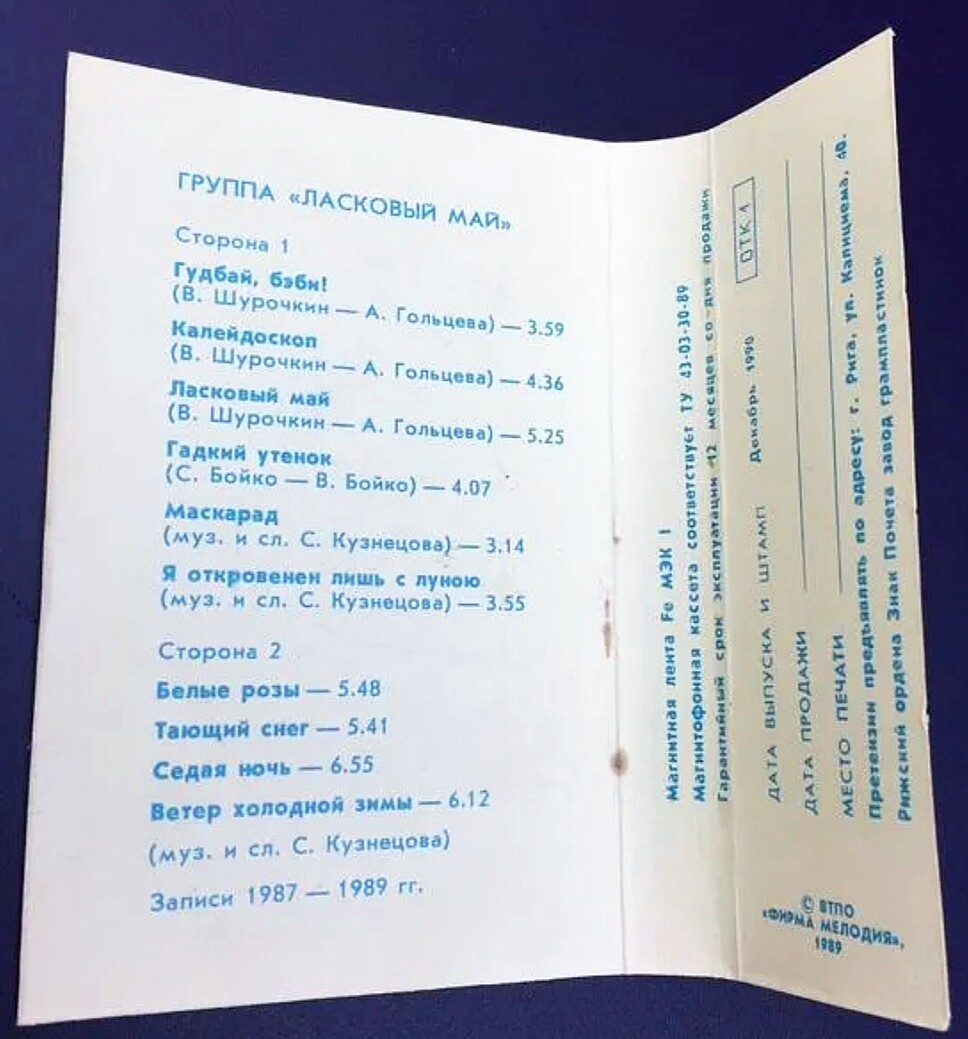 ГРУППА «ЛАСКОВЫЙ МАЙ»
Сторона 1
Гудбай, бэби!
(В. Шурочкин — А. Гольцева) — 3.59
Калейдоскоп
(В. Шурочкин — А. Гольцева) — 4.36
Ласковый май
(В. Шурочкин — А. Гольцева) — 5.25
Гадкий утенок
(С. Бойко — В. Бойко) — 4.07
Маскарад
(муз. и сл. С. Кузнецова) — 3.14
Я откровенен лишь с луною
(муз. и сл. С. Кузнецова) — 3.55
Сторона 2
Белые розы — 5.48
Тающий снег — 5.41
Седая ночь — 6.55
Ветер холодной зимы — 6.12
(муз. и сл. С. Кузнецова)
Записи 1987 — 1989 гг.
Магнитная лента Fe МЭК I
Магнитофонная кассета соответствует ТУ 43-03-30-89
Гарантийный срок эксплуатации 12 месяцев со дня продажи
ДАТА ВЫПУСКА И ШТАМП Декабрь 1990 ОТК 1
ДАТА ПРОДАЖИ
МЕСТО ПЕЧАТИ
Претензии предъявлять по адресу: г. Рига, ул. Калнциема, 40.
Рижский ордена Знак Почета завод грампластинок
© ВТПО
«ФИРМА МЕЛОДИЯ»,
1989